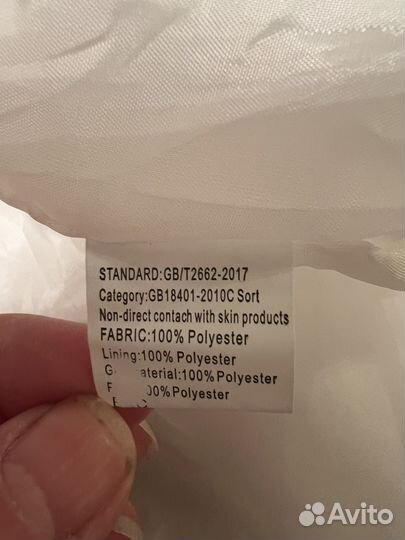 STANDARD:GB/T2662-2017
Category:GB18401-2010C Sort
Non-direct contach with skin products
FABRIC:100% Polyester
Lining:100% Polyester
material:100% Polyester
00% Polyester
Avito